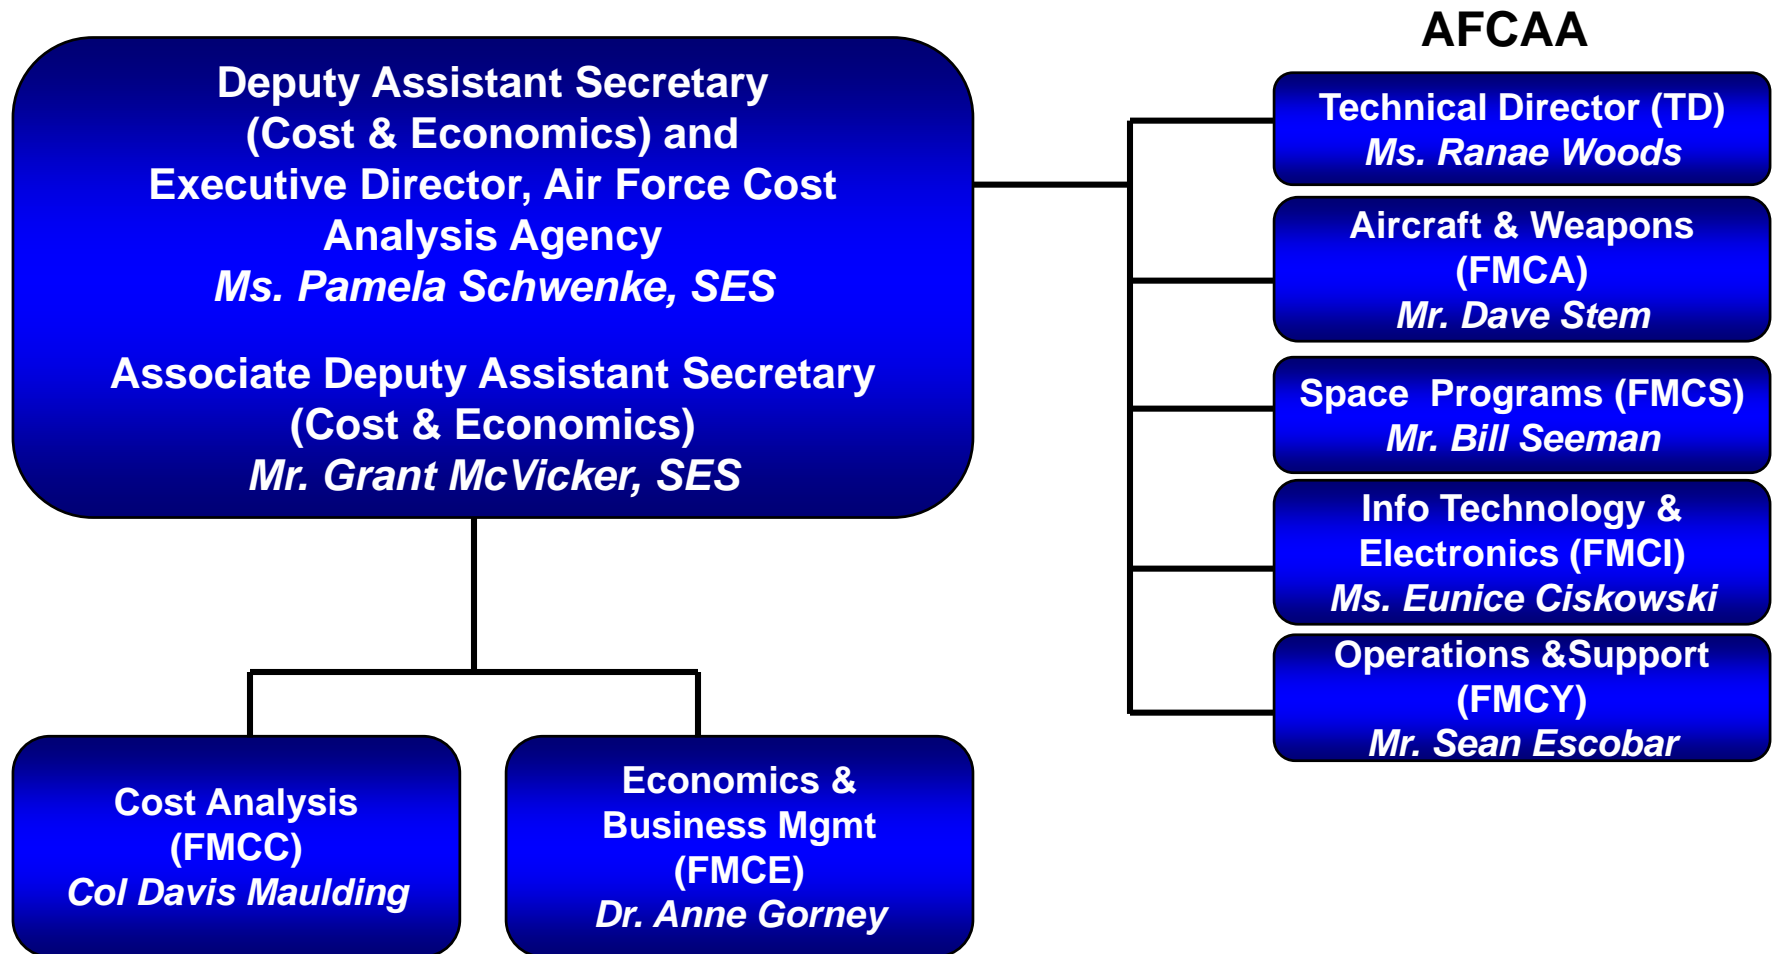 AFCAA
Deputy Assistant Secretary
(Cost & Economics) and
Executive Director, Air Force Cost
Analysis Agency
Ms. Pamela Schwenke, SES
Associate Deputy Assistant Secretary
(Cost & Economics)
Mr. Grant McVicker, SES
Technical Director (TD)
Ms. Ranae Woods
Aircraft & Weapons
(FMCA)
Mr. Dave Stem
Space  Programs (FMCS)
Mr. Bill Seeman
Info Technology &
Electronics (FMCI)
Ms. Eunice Ciskowski
Operations &Support
(FMCY)
Mr. Sean Escobar
Cost Analysis
(FMCC)
Col Davis Maulding
Economics &
Business Mgmt
(FMCE)
Dr. Anne Gorney